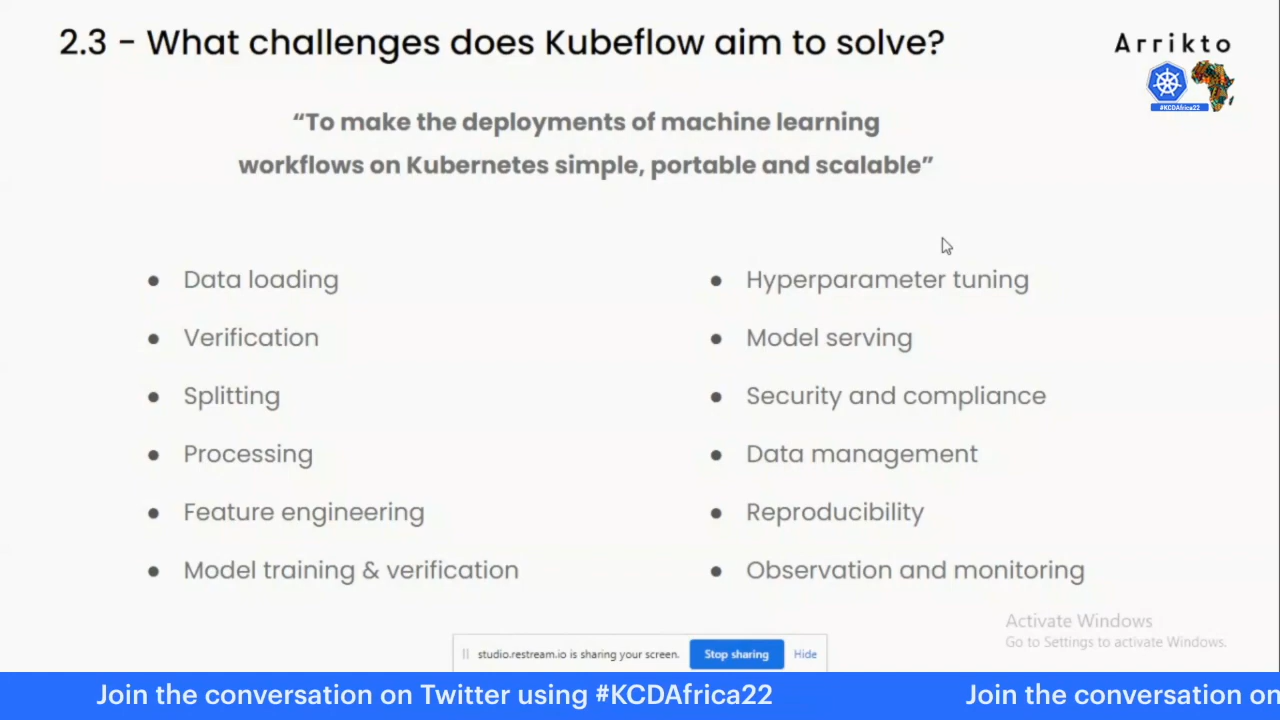 2.3 - What challenges does Kubeflow aim to solve?
Arrikto
#KCDAfrica22
“To make the deployments of machine learning
workflows on Kubernetes simple, portable and scalable”
● Data loading
● Verification
● Splitting
● Processing
● Feature engineering
● Model training & verification
● Hyperparameter tuning
● Model serving
● Security and compliance
● Data management
● Reproducibility
● Observation and monitoring
Activate Windows
Go to Settings to activate Windows.
studio.restream.io is sharing your screen. Stop sharing Hide
Join the conversation on Twitter using #KCDAfrica22 Join the conversation on